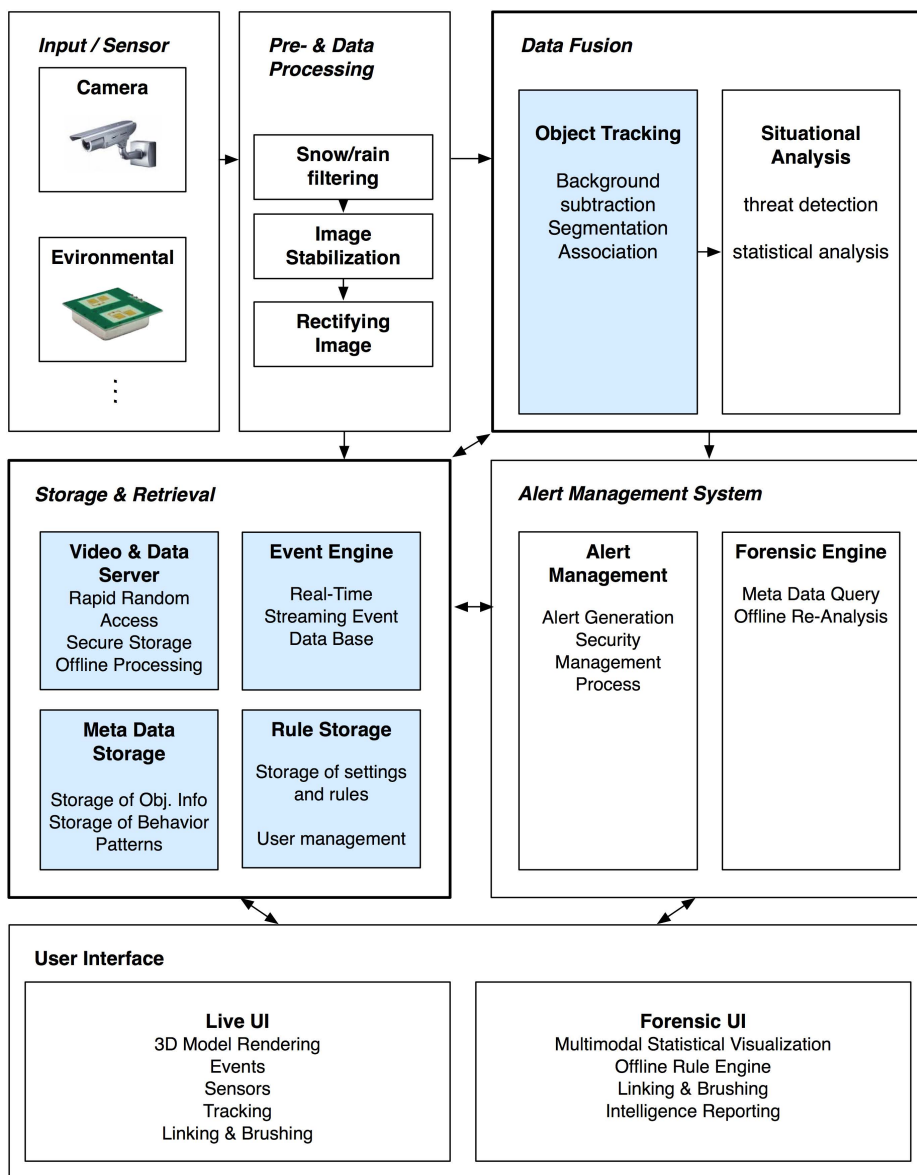 Input / Sensor
Camera
Evironmental
⋮
Pre- & Data
Processing
Snow/rain
filtering
Image
Stabilization
Rectifying
Image
Data Fusion
Object Tracking
Background
subtraction
Segmentation
Association
Situational
Analysis
threat detection
statistical analysis
Storage & Retrieval
Video & Data
Server
Rapid Random
Access
Secure Storage
Offline Processing
Event Engine
Real-Time
Streaming Event
Data Base
Meta Data
Storage
Storage of Obj. Info
Storage of Behavior
Patterns
Rule Storage
Storage of settings
and rules
User management
Alert Management System
Alert
Management
Alert Generation
Security
Management
Process
Forensic Engine
Meta Data Query
Offline Re-Analysis
User Interface
Live UI
3D Model Rendering
Events
Sensors
Tracking
Linking & Brushing
Forensic UI
Multimodal Statistical Visualization
Offline Rule Engine
Linking & Brushing
Intelligence Reporting